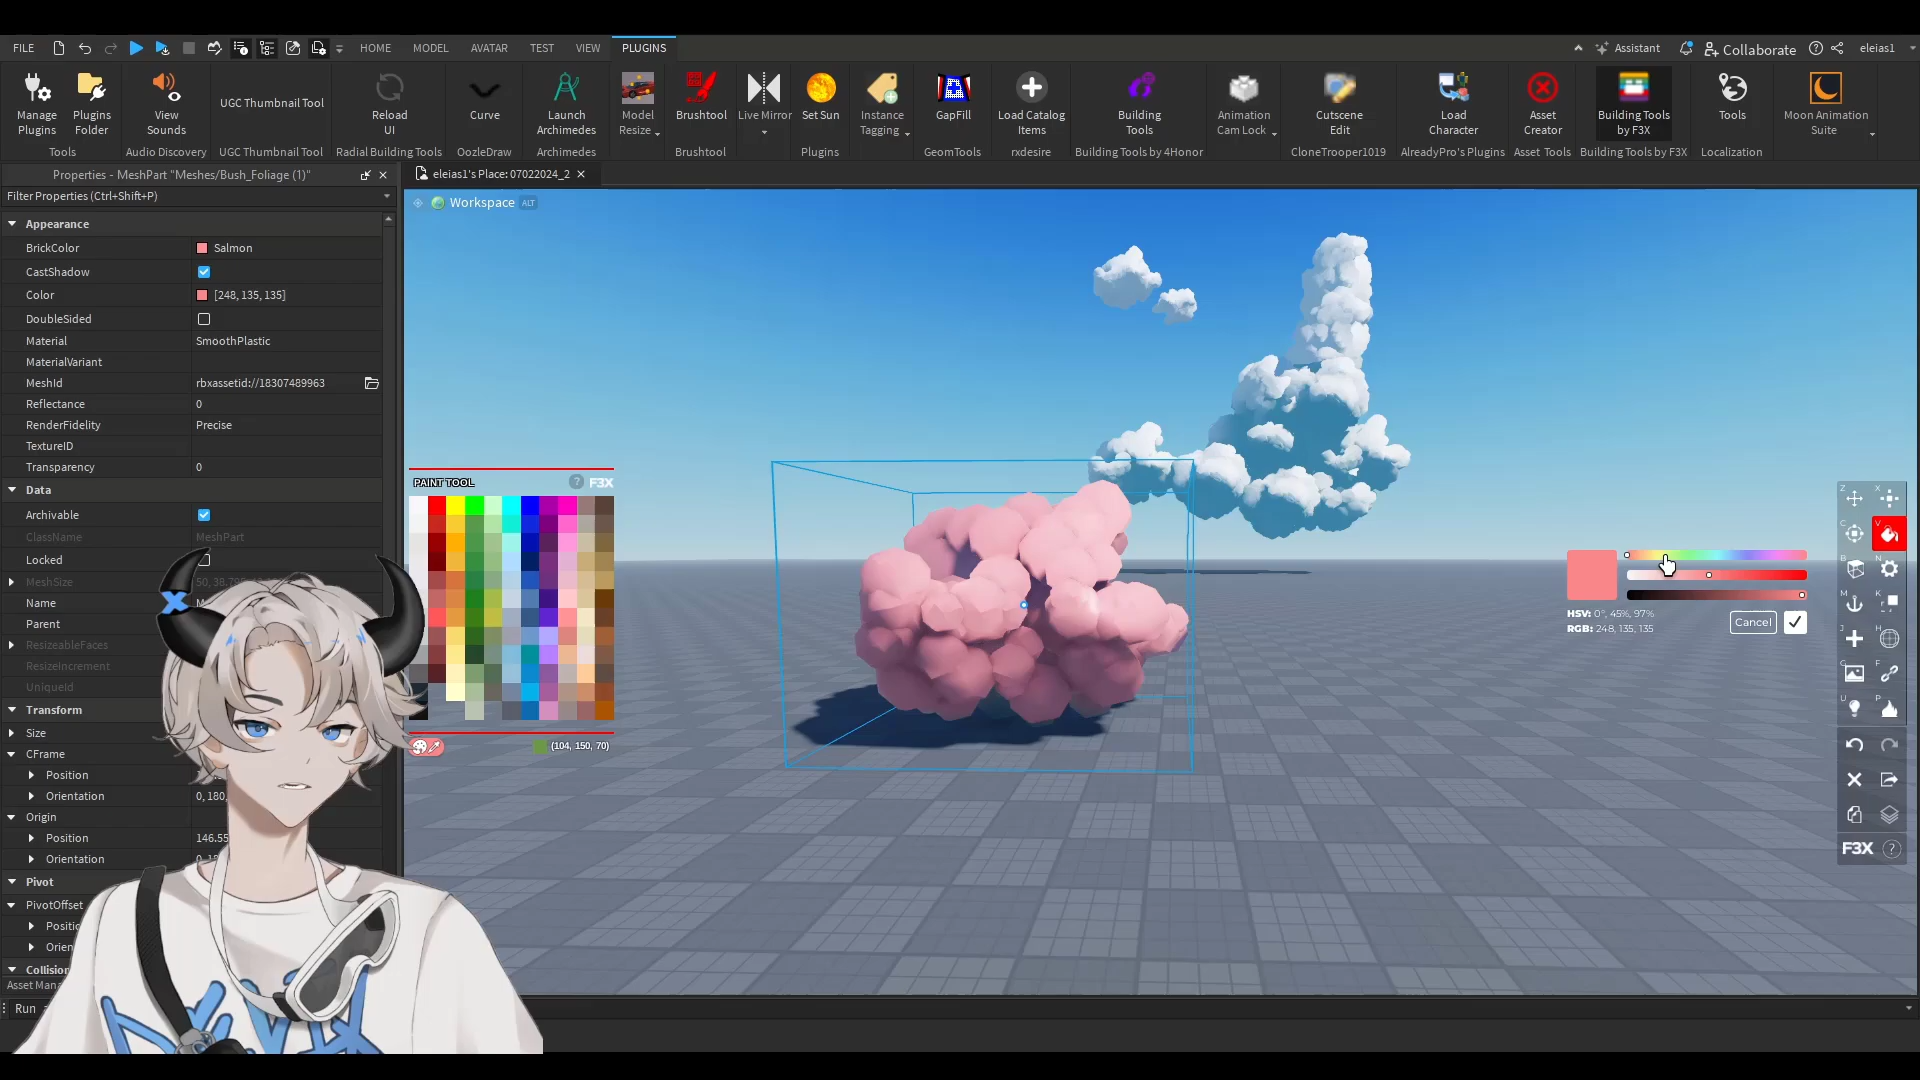 FILE HOME MODEL AVATAR TEST VIEW PLUGINS Assistant Collaborate eleias1
Manage Plugins
Plugins Folder
View Sounds
UGC Thumbnail Tool
Reload UI
Curve
Launch Archimedes
Model Resize
Brushtool
Live Mirror
Set Sun
Instance Tagging
GapFill
Load Catalog Items
Building Tools
Animation Cam Lock
Cutscene Edit
Load Character
Asset Creator
Building Tools by F3X
Tools
Moon Animation Suite
Tools Audio Discovery UGC Thumbnail Tool Radial Building Tools OozleDraw Archimedes Brushtool Plugins GeomTools rxdesire Building Tools by 4Honor CloneTrooper1019 AlreadyPro's Plugins Asset Tools Building Tools by F3X Localization
Properties - MeshPart "Meshes/Bush_Foliage (1)"
eleias1's Place: 07022024_2
Filter Properties (Ctrl+Shift+P)
Workspace ALT
Appearance
BrickColor Salmon
CastShadow
Color [248, 135, 135]
DoubleSided
Material SmoothPlastic
MaterialVariant
MeshId rbxassetid://18307489963
Reflectance 0
RenderFidelity Precise
TextureID
Transparency 0
Data
Archivable
ClassName MeshPart
Locked
MeshSize
Name
Parent
ResizeableFaces
ResizeIncrement
UniqueId
Transform
Size
CFrame
Position
Orientation 0, 180,
Origin
Position 146.55
Orientation
Pivot
PivotOffset
Collision
Run
PAINT TOOL ? F3X
(104, 150, 70)
HSV: 0°, 45%, 97%
RGB: 248, 135, 135
Cancel
Z X
C V
B N
M K
J H
G F
U P
F3X ?